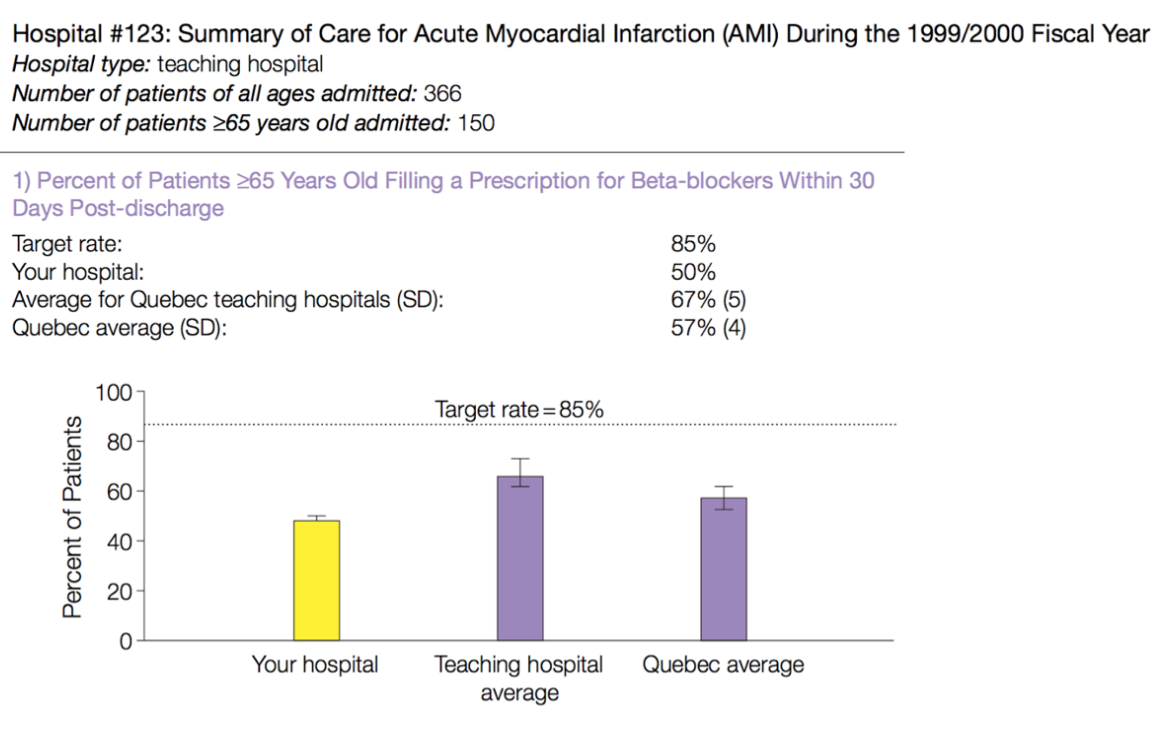 Hospital #123: Summary of Care for Acute Myocardial Infarction (AMI) During the 1999/2000 Fiscal Year
Hospital type: teaching hospital
Number of patients of all ages admitted: 366
Number of patients ≥65 years old admitted: 150
1) Percent of Patients ≥65 Years Old Filling a Prescription for Beta-blockers Within 30
Days Post-discharge
Target rate: 85%
Your hospital: 50%
Average for Quebec teaching hospitals (SD): 67% (5)
Quebec average (SD): 57% (4)
Percent of Patients
100
80
60
40
20
0
Target rate = 85%
Your hospital
Teaching hospital
average
Quebec average